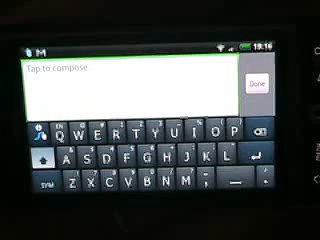 19:16
Tap to compose
Done
Q W E R T Y U I O P
A S D F G H J K L
SYM Z X C V B N M